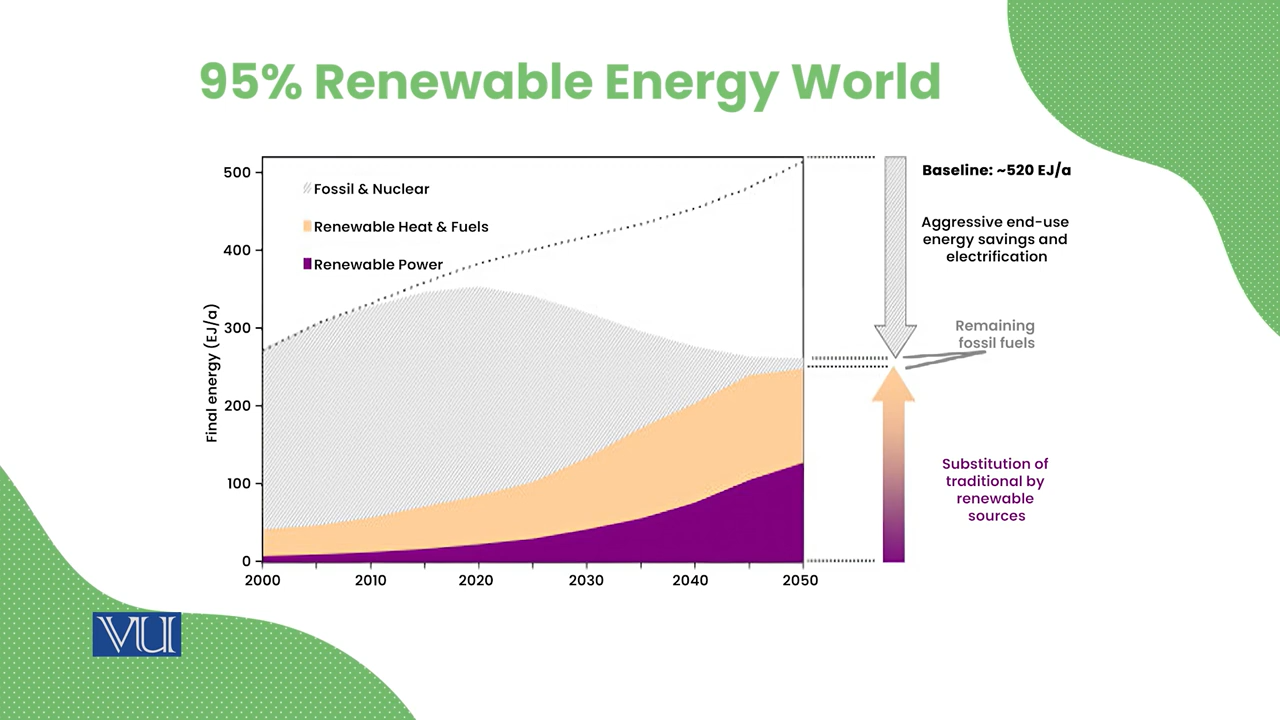 95% Renewable Energy World
500
400
300
200
100
0
Final energy (EJ/a)
Fossil & Nuclear
Renewable Heat & Fuels
Renewable Power
2000
2010
2020
2030
2040
2050
Baseline: ~520 EJ/a
Aggressive end-use
energy savings and
electrification
Remaining
fossil fuels
Substitution of
traditional by
renewable
sources
VU